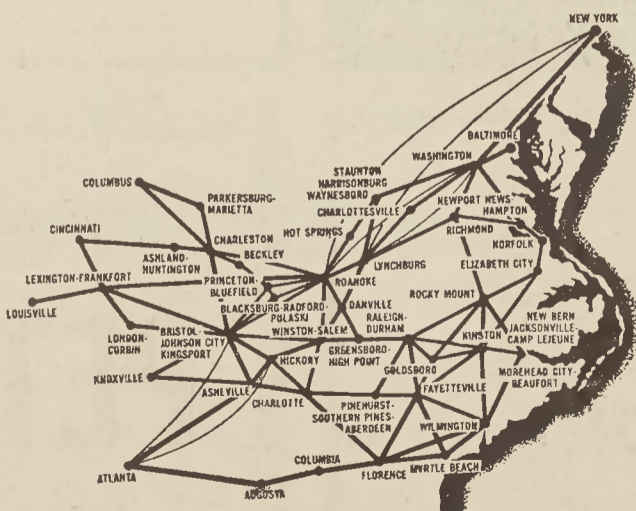 NEW YORK
BALTIMORE
WASHINGTON
STAUNTON
HARRISONBURG
WAYNESBORO
COLUMBUS
PARKERSBURG-
MARIETTA
CHARLOTTESVILLE
NEWPORT NEWS
HAMPTON
HOT SPRINGS
RICHMOND
CINCINNATI
CHARLESTON
NORFOLK
ASHLAND-
HUNTINGTON
BECKLEY
LYNCHBURG
ELIZABETH CITY
LEXINGTON-FRANKFORT
PRINCETON-
BLUEFIELD
ROANOKE
LOUISVILLE
BLACKSBURG-RADFORD-
PULASKI
DANVILLE
ROCKY MOUNT
LONDON-
CORBIN
BRISTOL-
JOHNSON CITY
KINGSPORT
WINSTON-SALEM
RALEIGH-
DURHAM
NEW BERN
JACKSONVILLE-
CAMP LEJEUNE
KINSTON
HICKORY
GREENSBORO-
HIGH POINT
GOLDSBORO
MOREHEAD CITY-
BEAUFORT
KNOXVILLE
ASHEVILLE
CHARLOTTE
PINEHURST-
SOUTHERN PINES-
ABERDEEN
FAYETTEVILLE
WILMINGTON
COLUMBIA
FLORENCE
MYRTLE BEACH
ATLANTA
AUGUSTA